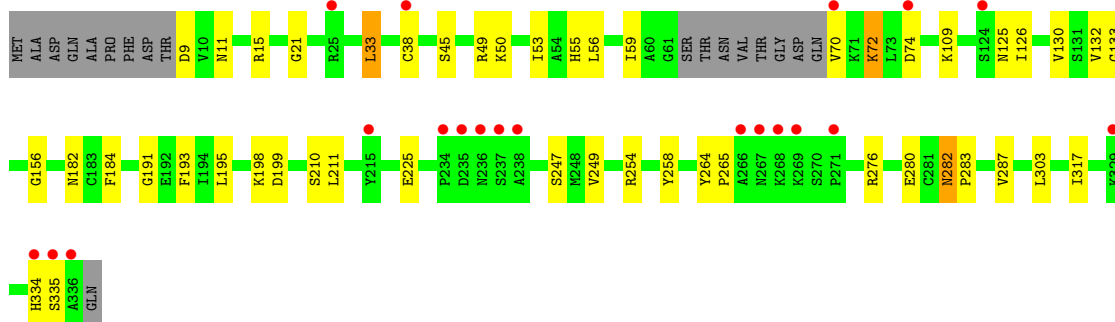 MET ALA ASP GLN ALA PRO PHE ASP THR D9 V10 N11 R15 G21 R25 L33 C38 S45 R49 K50 I53 A54 H55 L56 I59 A60 G61 SER THR ASN VAL THR GLY ASP GLN V70 K71 K72 L73 D74 K109 S124 N125 I126 V130 S131 V132 G133
G156 N182 C183 F184 G191 E192 F193 I194 L195 K198 D199 S210 L211 Y215 E225 P234 D235 N236 S237 A238 S247 M248 V249 R254 Y258 Y264 P265 A266 N267 K268 K269 S270 P271 R276 E280 C281 N282 P283 V287 L303 I317
H334 S335 A336 GLN